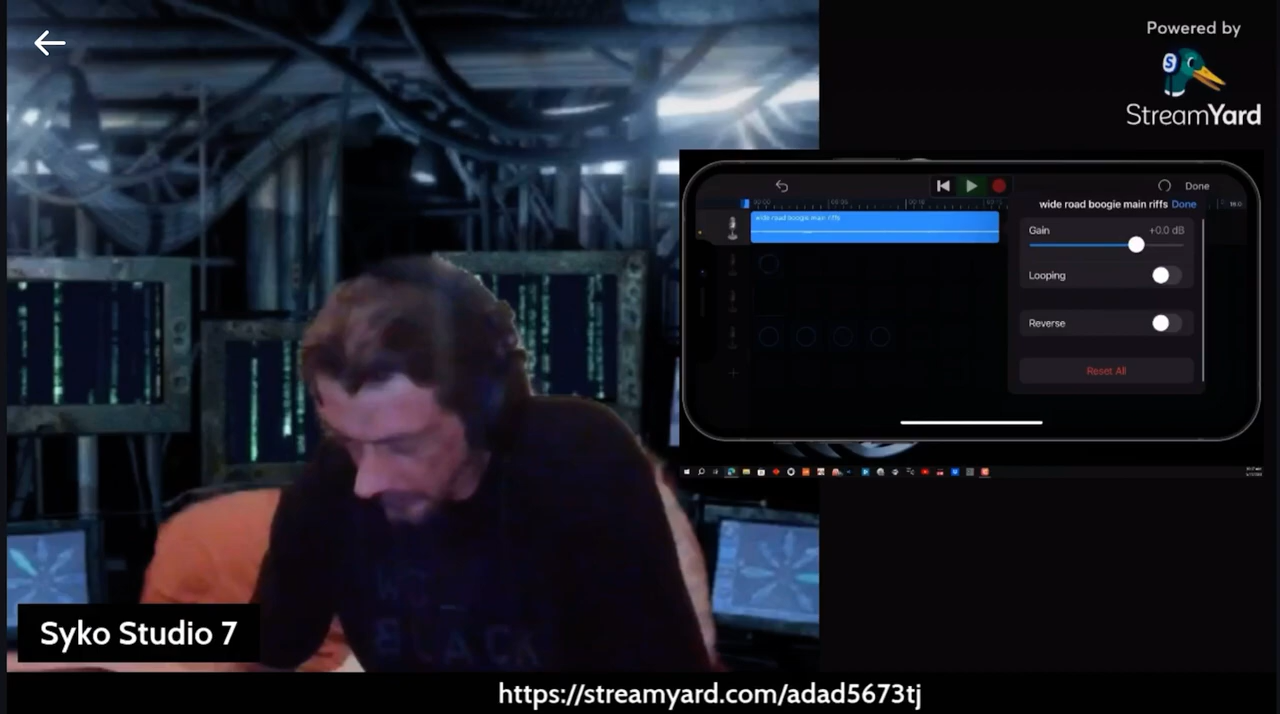 Powered by
S
StreamYard
Done
wide road boogie main riffs Done
wide road boogie main riffs
Gain +0.0 dB
Looping
Reverse
Reset All
BLACK
Syko Studio 7
https://streamyard.com/adad5673tj